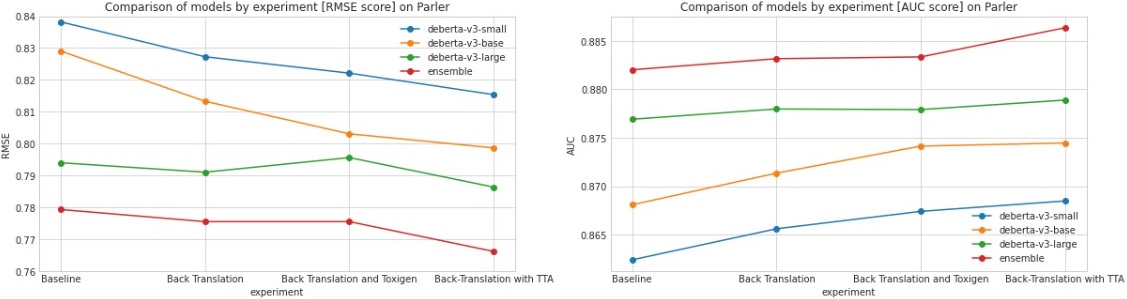 Comparison of models by experiment [RMSE score] on Parler
0.84
0.83
0.82
0.81
0.80
0.79
0.78
0.77
0.76
RMSE
deberta-v3-small
deberta-v3-base
deberta-v3-large
ensemble
Baseline
Back Translation
Back Translation and Toxigen
Back-Translation with TTA
experiment
Comparison of models by experiment [AUC score] on Parler
0.885
0.880
0.875
0.870
0.865
AUC
deberta-v3-small
deberta-v3-base
deberta-v3-large
ensemble
Baseline
Back Translation
Back Translation and Toxigen
Back-Translation with TTA
experiment